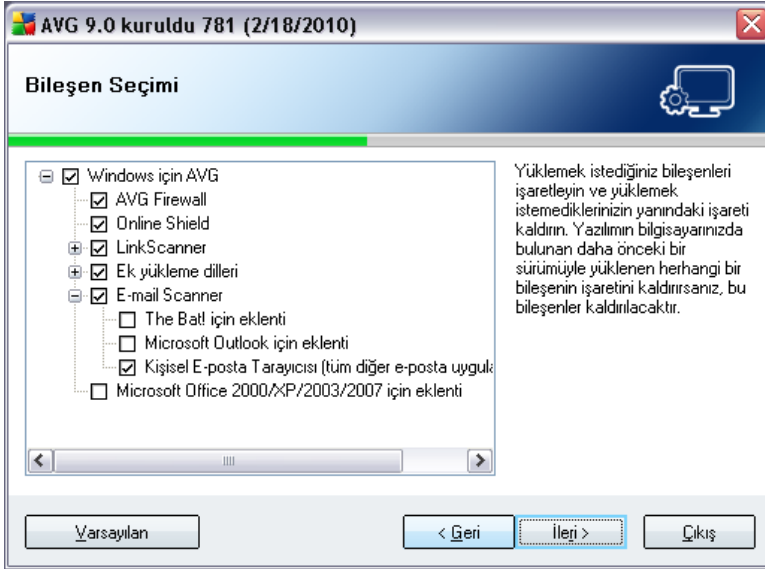 AVG 9.0 kuruldu 781 (2/18/2010)
Bileşen Seçimi
Windows için AVG
AVG Firewall
Online Shield
LinkScanner
Ek yükleme dilleri
E-mail Scanner
The Bat! için eklenti
Microsoft Outlook için eklenti
Kişisel E-posta Tarayıcısı (tüm diğer e-posta uygula
Microsoft Office 2000/XP/2003/2007 için eklenti
Yüklemek istediğiniz bileşenleri
işaretleyin ve yüklemek
istemediklerinizin yanındaki işareti
kaldırın. Yazılımın bilgisayarınızda
bulunan daha önceki bir
sürümüyle yüklenen herhangi bir
bileşenin işaretini kaldırırsanız, bu
bileşenler kaldırılacaktır.
Varsayılan
< Geri
İleri >
Çıkış